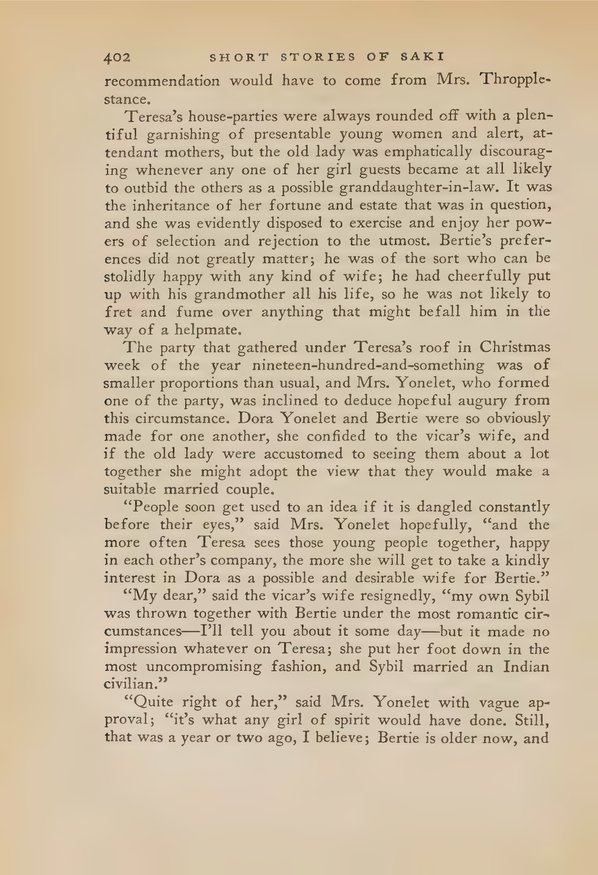 402 SHORT STORIES OF SAKI
recommendation would have to come from Mrs. Thropple-
stance.
Teresa's house-parties were always rounded off with a plen-
tiful garnishing of presentable young women and alert, at-
tendant mothers, but the old lady was emphatically discourag-
ing whenever any one of her girl guests became at all likely
to outbid the others as a possible granddaughter-in-law. It was
the inheritance of her fortune and estate that was in question,
and she was evidently disposed to exercise and enjoy her pow-
ers of selection and rejection to the utmost. Bertie's prefer-
ences did not greatly matter; he was of the sort who can be
stolidly happy with any kind of wife; he had cheerfully put
up with his grandmother all his life, so he was not likely to
fret and fume over anything that might befall him in the
way of a helpmate.
The party that gathered under Teresa's roof in Christmas
week of the year nineteen-hundred-and-something was of
smaller proportions than usual, and Mrs. Yonelet, who formed
one of the party, was inclined to deduce hopeful augury from
this circumstance. Dora Yonelet and Bertie were so obviously
made for one another, she confided to the vicar's wife, and
if the old lady were accustomed to seeing them about a lot
together she might adopt the view that they would make a
suitable married couple.
"People soon get used to an idea if it is dangled constantly
before their eyes," said Mrs. Yonelet hopefully, "and the
more often Teresa sees those young people together, happy
in each other's company, the more she will get to take a kindly
interest in Dora as a possible and desirable wife for Bertie."
"My dear," said the vicar's wife resignedly, "my own Sybil
was thrown together with Bertie under the most romantic cir-
cumstances—I'll tell you about it some day—but it made no
impression whatever on Teresa; she put her foot down in the
most uncompromising fashion, and Sybil married an Indian
civilian."
"Quite right of her," said Mrs. Yonelet with vague ap-
proval; "it's what any girl of spirit would have done. Still,
that was a year or two ago, I believe; Bertie is older now, and